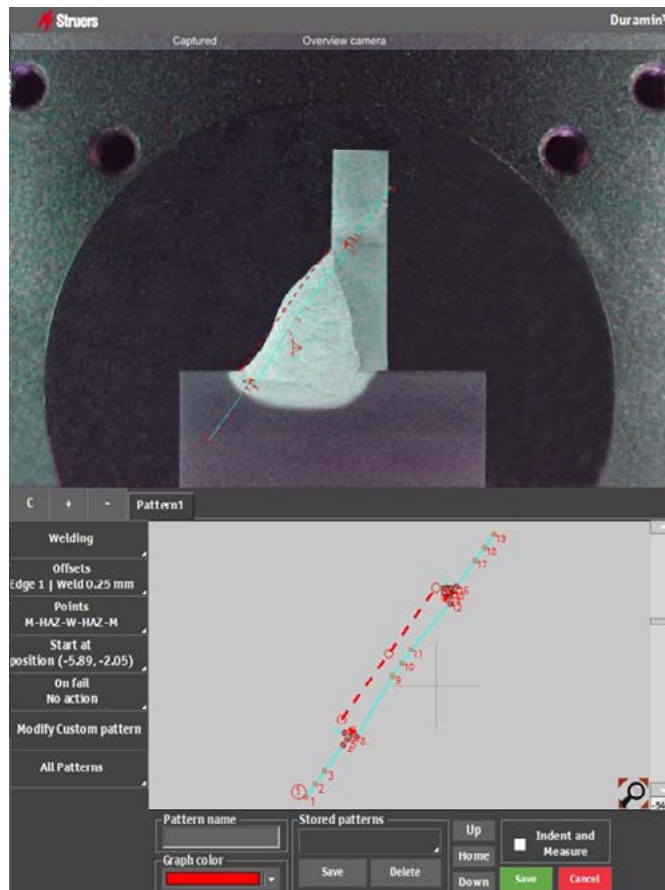 Struers
Duramin
Captured
Overview camera
C
+
-
Pattern1
Welding
Offsets
Edge 1 | Weld 0.25 mm
Points
M-HAZ-W-HAZ-M
Start at
position (-5.89, -2.05)
On fail
No action
Modify Custom pattern
All Patterns
19
18
17
16
12
11
10
9
6
3
2
1
1
Pattern name
Stored patterns
Graph color
Save
Delete
Up
Home
Down
Indent and
Measure
Save
Cancel